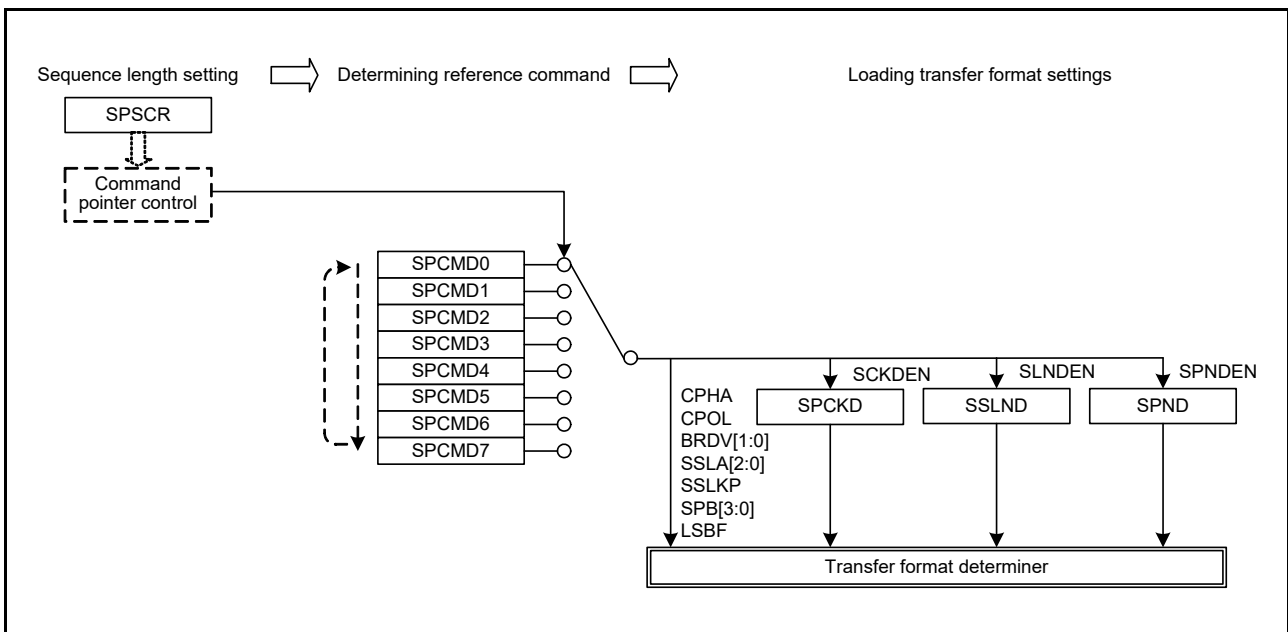 Sequence length setting
Determining reference command
Loading transfer format settings
SPSCR
Command
pointer control
SPCMD0
SPCMD1
SPCMD2
SPCMD3
SPCMD4
SPCMD5
SPCMD6
SPCMD7
CPHA
CPOL
BRDV[1:0]
SSLA[2:0]
SSLKP
SPB[3:0]
LSBF
SCKDEN
SPCKD
SLNDEN
SSLND
SPNDEN
SPND
Transfer format determiner